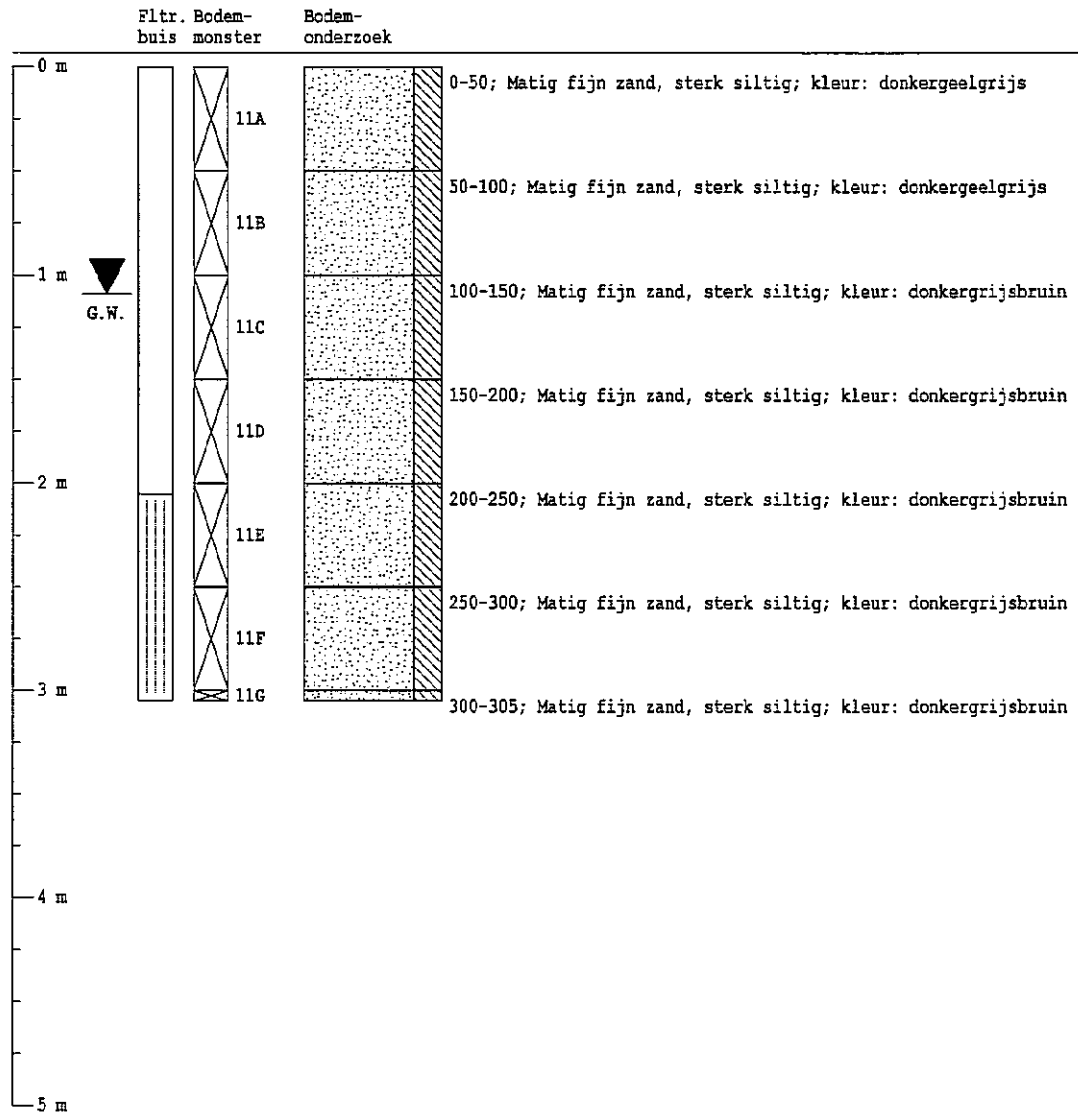 Fltr. Bodem- Bodem-
buis monster onderzoek
0 m
0-50; Matig fijn zand, sterk siltig; kleur: donkergeelgrijs
11A
50-100; Matig fijn zand, sterk siltig; kleur: donkergeelgrijs
11B
1 m
100-150; Matig fijn zand, sterk siltig; kleur: donkergrijsbruin
G.W.
11C
150-200; Matig fijn zand, sterk siltig; kleur: donkergrijsbruin
11D
2 m
200-250; Matig fijn zand, sterk siltig; kleur: donkergrijsbruin
11E
250-300; Matig fijn zand, sterk siltig; kleur: donkergrijsbruin
11F
3 m
11G
300-305; Matig fijn zand, sterk siltig; kleur: donkergrijsbruin
4 m
5 m